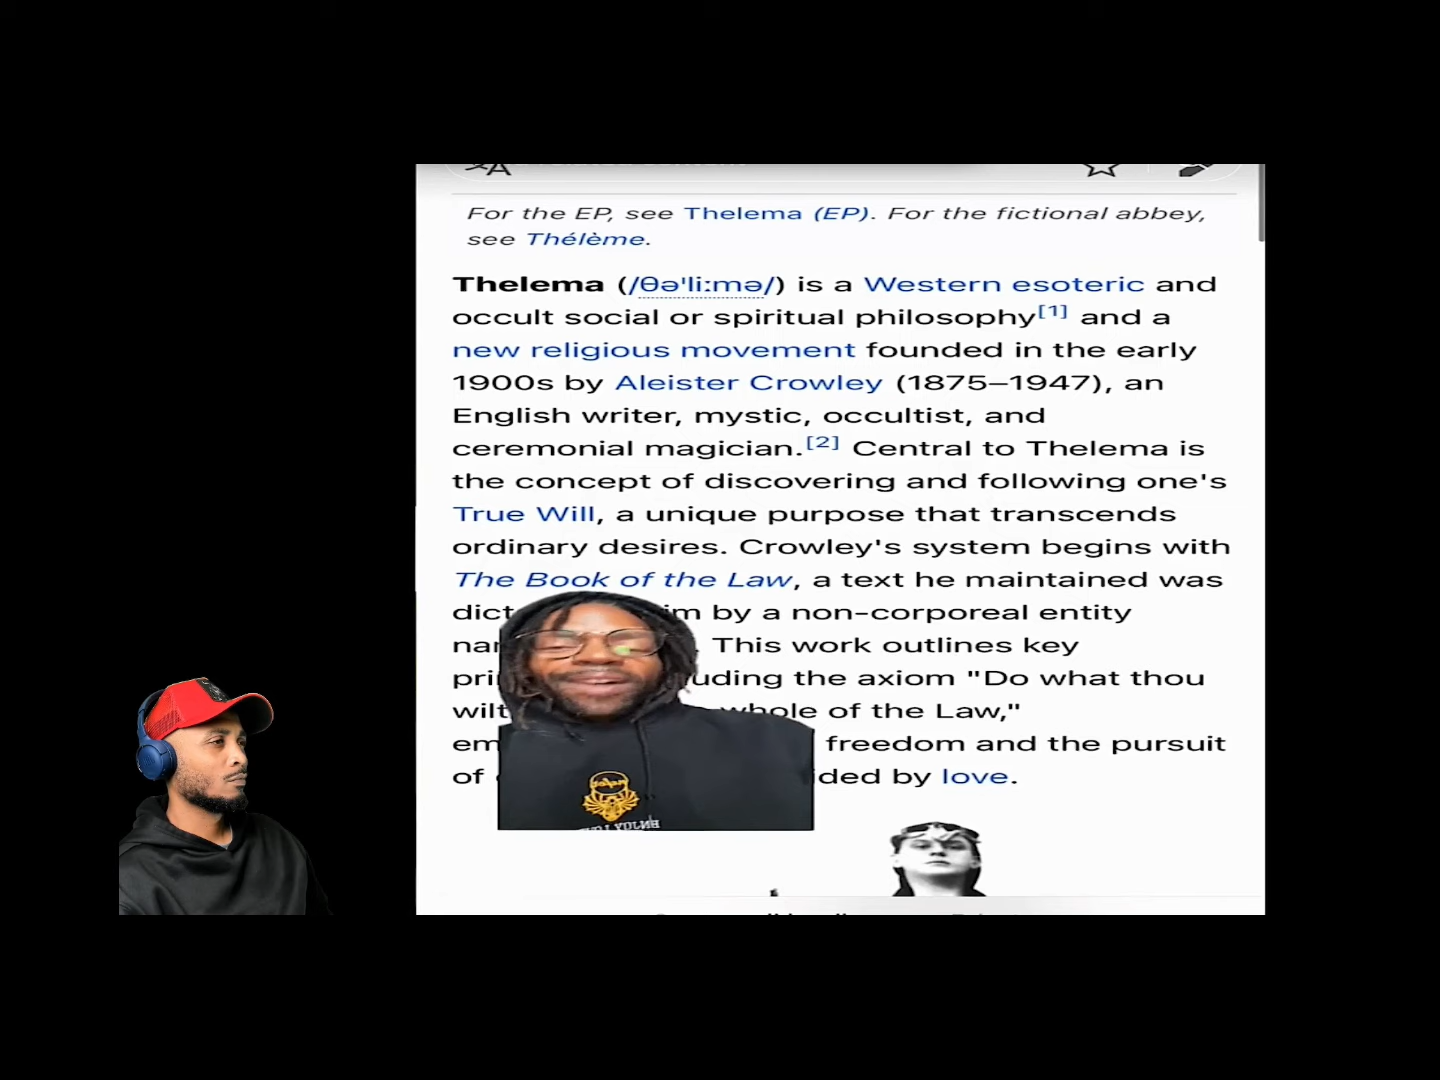 For the EP, see Thelema (EP). For the fictional abbey,
see Thélème.
Thelema (/θəˈliːmə/) is a Western esoteric and
occult social or spiritual philosophy[1] and a
new religious movement founded in the early
1900s by Aleister Crowley (1875–1947), an
English writer, mystic, occultist, and
ceremonial magician.[2] Central to Thelema is
the concept of discovering and following one's
True Will, a unique purpose that transcends
ordinary desires. Crowley's system begins with
The Book of the Law, a text he maintained was
by a non-corporeal entity
This work outlines key
the axiom "Do what thou
whole of the Law,"
freedom and the pursuit
of by love.